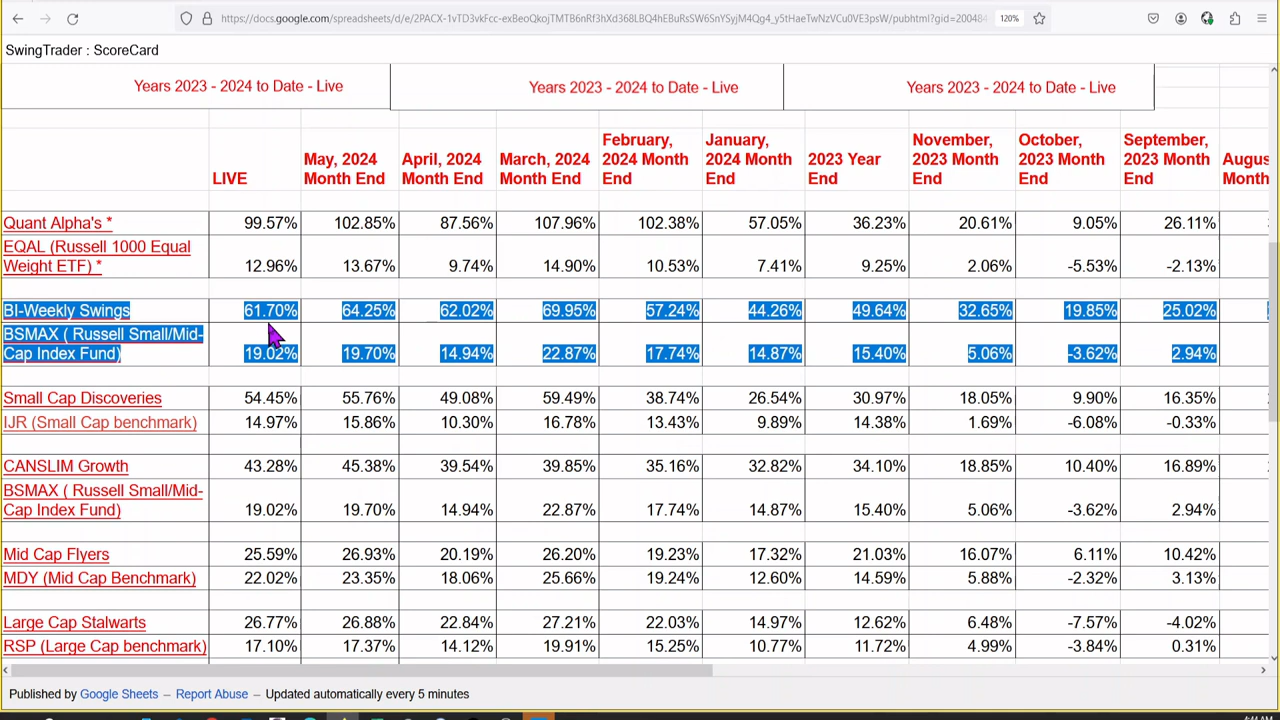 https://docs.google.com/spreadsheets/d/e/2PACX-1vTD3vkFcc-exBeoQkojTMTB6nRf3hXd368LBQ4hEBuRsSW6SnYSyjM4Qg4_y5tHaeTwNzVCu0VE3psW/pubhtml?gid=200484 120%
SwingTrader : ScoreCard
Years 2023 - 2024 to Date - Live Years 2023 - 2024 to Date - Live Years 2023 - 2024 to Date - Live
February, January, November, October, September,
May, 2024 April, 2024 March, 2024 2024 Month 2024 Month 2023 Year 2023 Month 2023 Month 2023 Month Augus
LIVE Month End Month End Month End End End End End End End Month
Quant Alpha's * 99.57% 102.85% 87.56% 107.96% 102.38% 57.05% 36.23% 20.61% 9.05% 26.11%
EQAL (Russell 1000 Equal
Weight ETF) * 12.96% 13.67% 9.74% 14.90% 10.53% 7.41% 9.25% 2.06% -5.53% -2.13%
BI-Weekly Swings 61.70% 64.25% 62.02% 69.95% 57.24% 44.26% 49.64% 32.65% 19.85% 25.02%
BSMAX ( Russell Small/Mid-
Cap Index Fund) 19.02% 19.70% 14.94% 22.87% 17.74% 14.87% 15.40% 5.06% -3.62% 2.94%
Small Cap Discoveries 54.45% 55.76% 49.08% 59.49% 38.74% 26.54% 30.97% 18.05% 9.90% 16.35%
IJR (Small Cap benchmark) 14.97% 15.86% 10.30% 16.78% 13.43% 9.89% 14.38% 1.69% -6.08% -0.33%
CANSLIM Growth 43.28% 45.38% 39.54% 39.85% 35.16% 32.82% 34.10% 18.85% 10.40% 16.89%
BSMAX ( Russell Small/Mid-
Cap Index Fund) 19.02% 19.70% 14.94% 22.87% 17.74% 14.87% 15.40% 5.06% -3.62% 2.94%
Mid Cap Flyers 25.59% 26.93% 20.19% 26.20% 19.23% 17.32% 21.03% 16.07% 6.11% 10.42%
MDY (Mid Cap Benchmark) 22.02% 23.35% 18.06% 25.66% 19.24% 12.60% 14.59% 5.88% -2.32% 3.13%
Large Cap Stalwarts 26.77% 26.88% 22.84% 27.21% 22.03% 14.97% 12.62% 6.48% -7.57% -4.02%
RSP (Large Cap benchmark) 17.10% 17.37% 14.12% 19.91% 15.25% 10.77% 11.72% 4.99% -3.84% 0.31%
Published by Google Sheets – Report Abuse – Updated automatically every 5 minutes